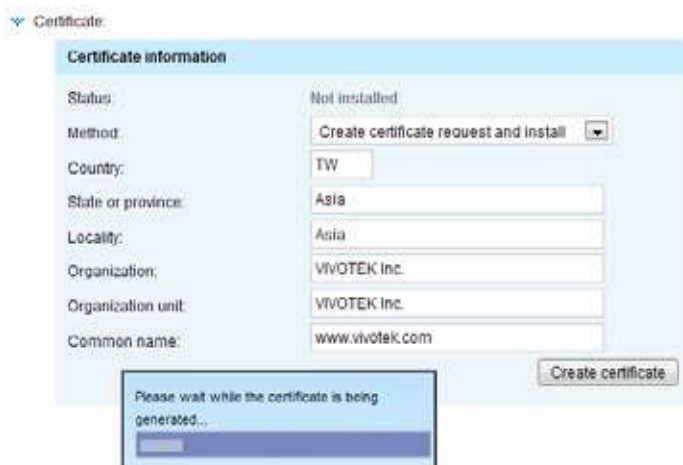 Certificate:
Certificate information
Status: Not installed
Method: Create certificate request and install
Country: TW
State or province: Asia
Locality: Asia
Organization: VIVOTEK Inc.
Organization unit: VIVOTEK Inc.
Common name: www.vivotek.com
Create certificate
Please wait while the certificate is being
generated...